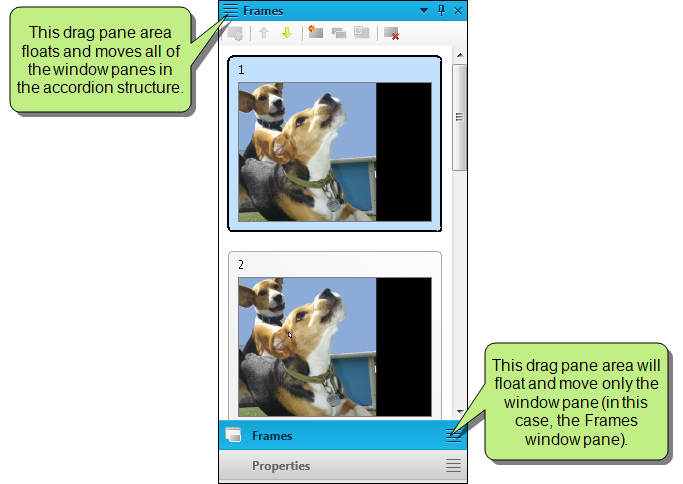 This drag pane area
floats and moves all of
the window panes in
the accordion structure.
Frames
1
2
This drag pane area will
float and move only the
window pane (in this
case, the Frames
window pane).
Frames
Properties